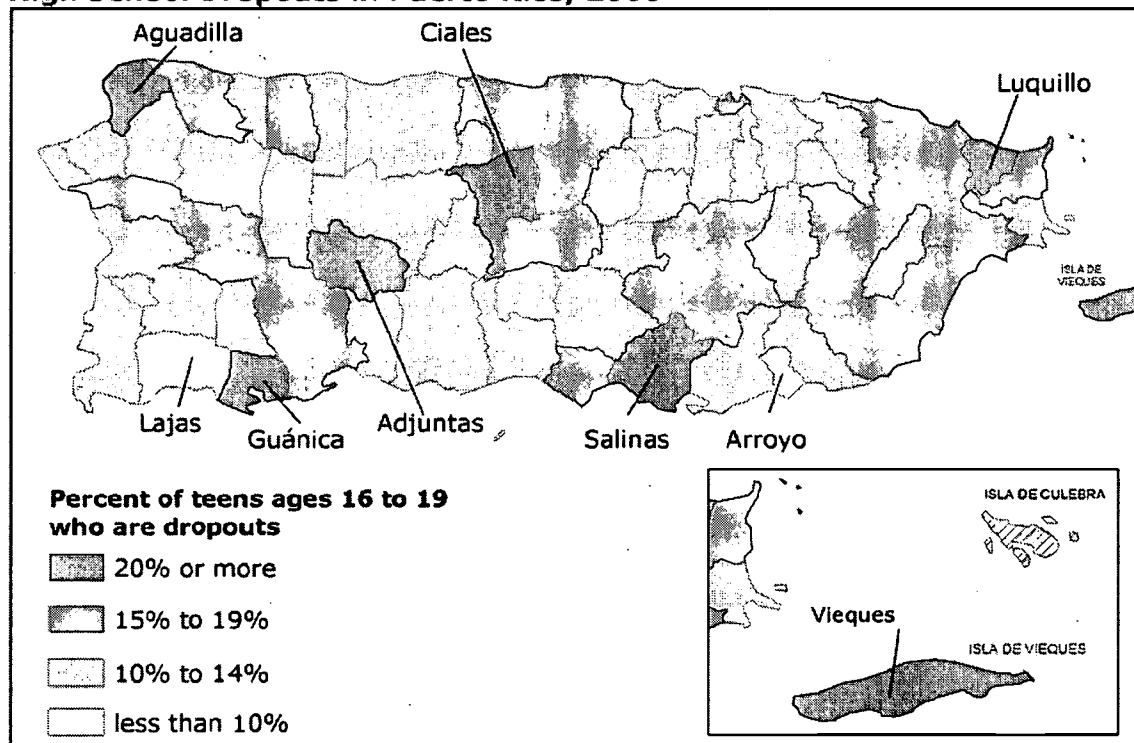 Aguadilla
Ciales
Luquillo
ISLA DE
VIEQUES
Lajas
Guánica
Adjuntas
Salinas
Arroyo
Percent of teens ages 16 to 19
who are dropouts
20% or more
15% to 19%
10% to 14%
less than 10%
ISLA DE CULEBRA
Vieques
ISLA DE VIEQUES